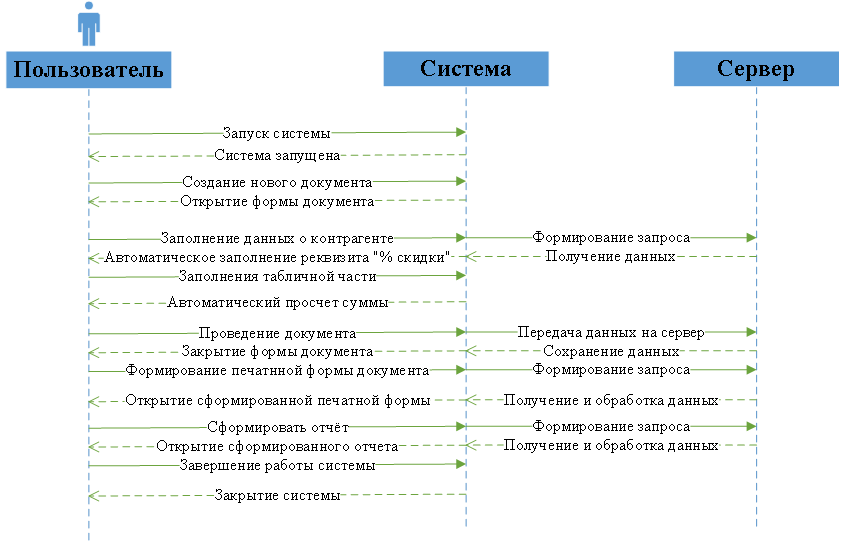 Пользователь
Система
Сервер
Запуск системы
Система запущена
Создание нового документа
Открытие формы документа
Заполнение данных о контрагенте
Формирование запроса
Автоматическое заполнение реквизита "% скидки"
Получение данных
Заполнения табличной части
Автоматический просчет суммы
Проведение документа
Передача данных на сервер
Закрытие формы документа
Сохранение данных
Формирование печатнной формы документа
Формирование запроса
Открытие сформированной печатной формы
Получение и обработка данных
Сформировать отчёт
Формирование запроса
Открытие сформированного отчета
Получение и обработка данных
Завершение работы системы
Закрытие системы